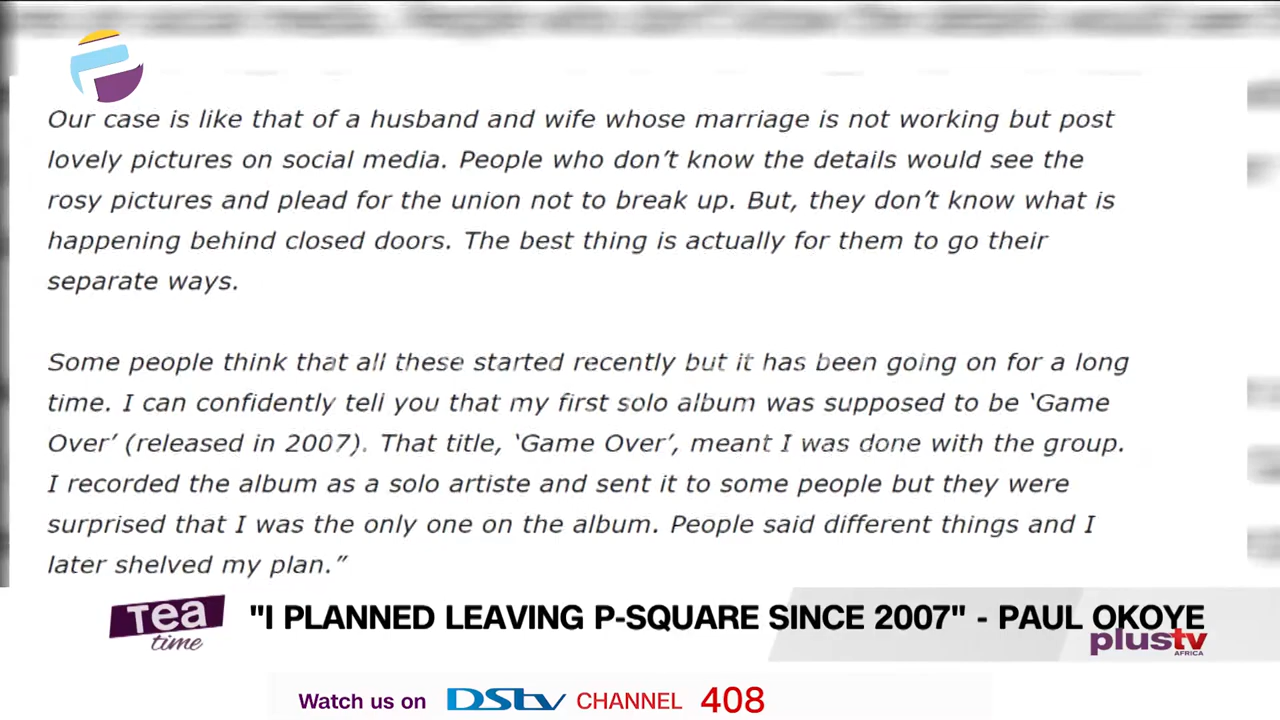 Our case is like that of a husband and wife whose marriage is not working but post
lovely pictures on social media. People who don’t know the details would see the
rosy pictures and plead for the union not to break up. But, they don’t know what is
happening behind closed doors. The best thing is actually for them to go their
separate ways.
Some people think that all these started recently but it has been going on for a long
time. I can confidently tell you that my first solo album was supposed to be ‘Game
Over’ (released in 2007). That title, ‘Game Over’, meant I was done with the group.
I recorded the album as a solo artiste and sent it to some people but they were
surprised that I was the only one on the album. People said different things and I
later shelved my plan.”
Tea
time
"I PLANNED LEAVING P-SQUARE SINCE 2007" - PAUL OKOYE
plustv
AFRICA
Watch us on DStv CHANNEL 408